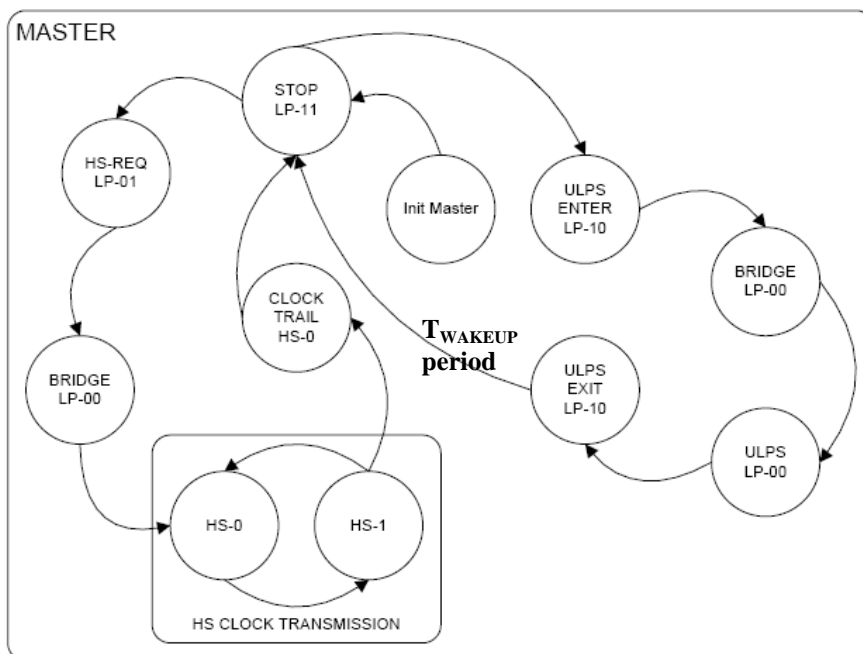 MASTER
STOP
LP-11
HS-REQ
LP-01
Init Master
ULPS
ENTER
LP-10
BRIDGE
LP-00
CLOCK
TRAIL
HS-0
TWAKEUP
period
BRIDGE
LP-00
ULPS
EXIT
LP-10
ULPS
LP-00
HS-0
HS-1
HS CLOCK TRANSMISSION